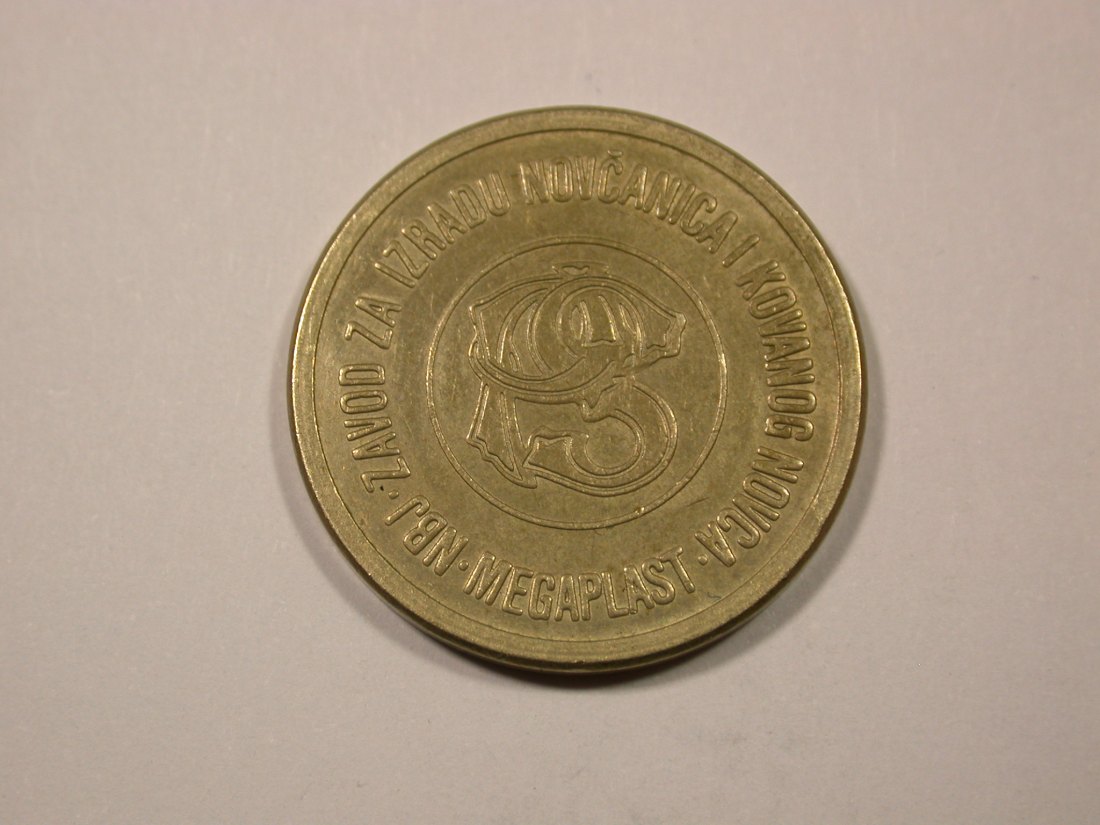 NBJ · ZAVOD ZA IZRADU NOVČANICA I KOVANOG NOVCA · MEGAPLAST ·